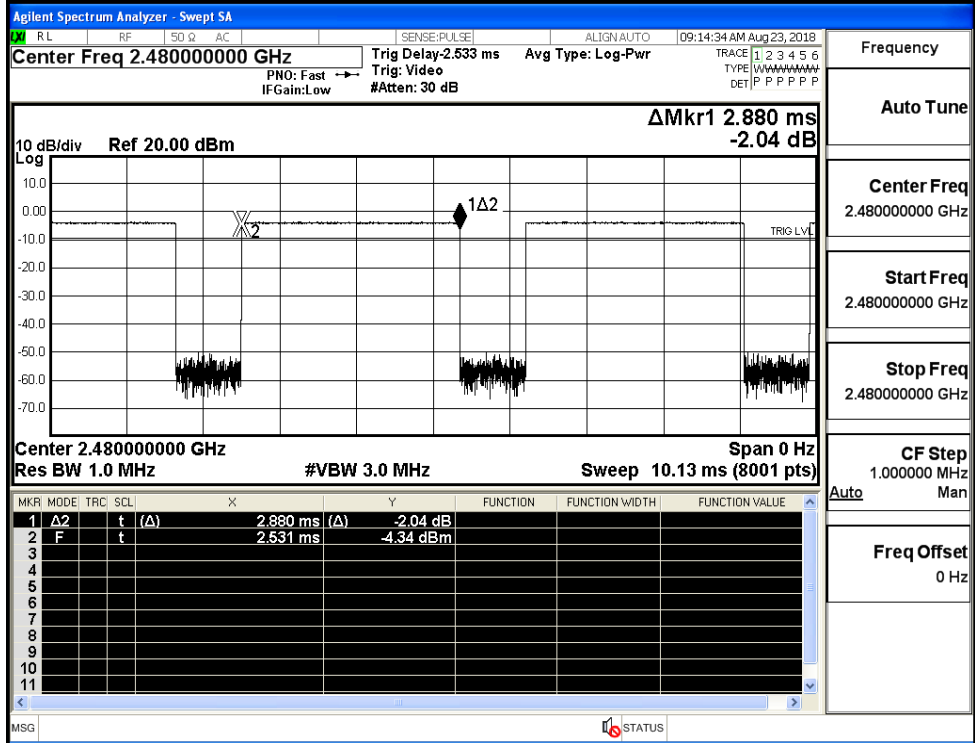 Agilent Spectrum Analyzer - Swept SA
LXI RL RF 50 Ω AC SENSE:PULSE ALIGN AUTO 09:14:34 AM Aug 23, 2018
Center Freq 2.480000000 GHz
PNO: Fast
IFGain:Low
Trig Delay-2.533 ms
Trig: Video
#Atten: 30 dB
Avg Type: Log-Pwr
TRACE 1 2 3 4 5 6
TYPE WWWWWW
DET P P P P P P
ΔMkr1 2.880 ms
-2.04 dB
10 dB/div Ref 20.00 dBm
Log
10.0
0.00
-10.0
-20.0
-30.0
-40.0
-50.0
-60.0
-70.0
2
1Δ2
TRIG LVL
Center 2.480000000 GHz Span 0 Hz
Res BW 1.0 MHz #VBW 3.0 MHz Sweep 10.13 ms (8001 pts)
MKR MODE TRC SCL X Y FUNCTION FUNCTION WIDTH FUNCTION VALUE
1 Δ2 t (Δ) 2.880 ms (Δ) -2.04 dB
2 F t 2.531 ms -4.34 dBm
3
4
5
6
7
8
9
10
11
MSG STATUS
Frequency
Auto Tune
Center Freq
2.480000000 GHz
Start Freq
2.480000000 GHz
Stop Freq
2.480000000 GHz
CF Step
1.000000 MHz
Auto Man
Freq Offset
0 Hz